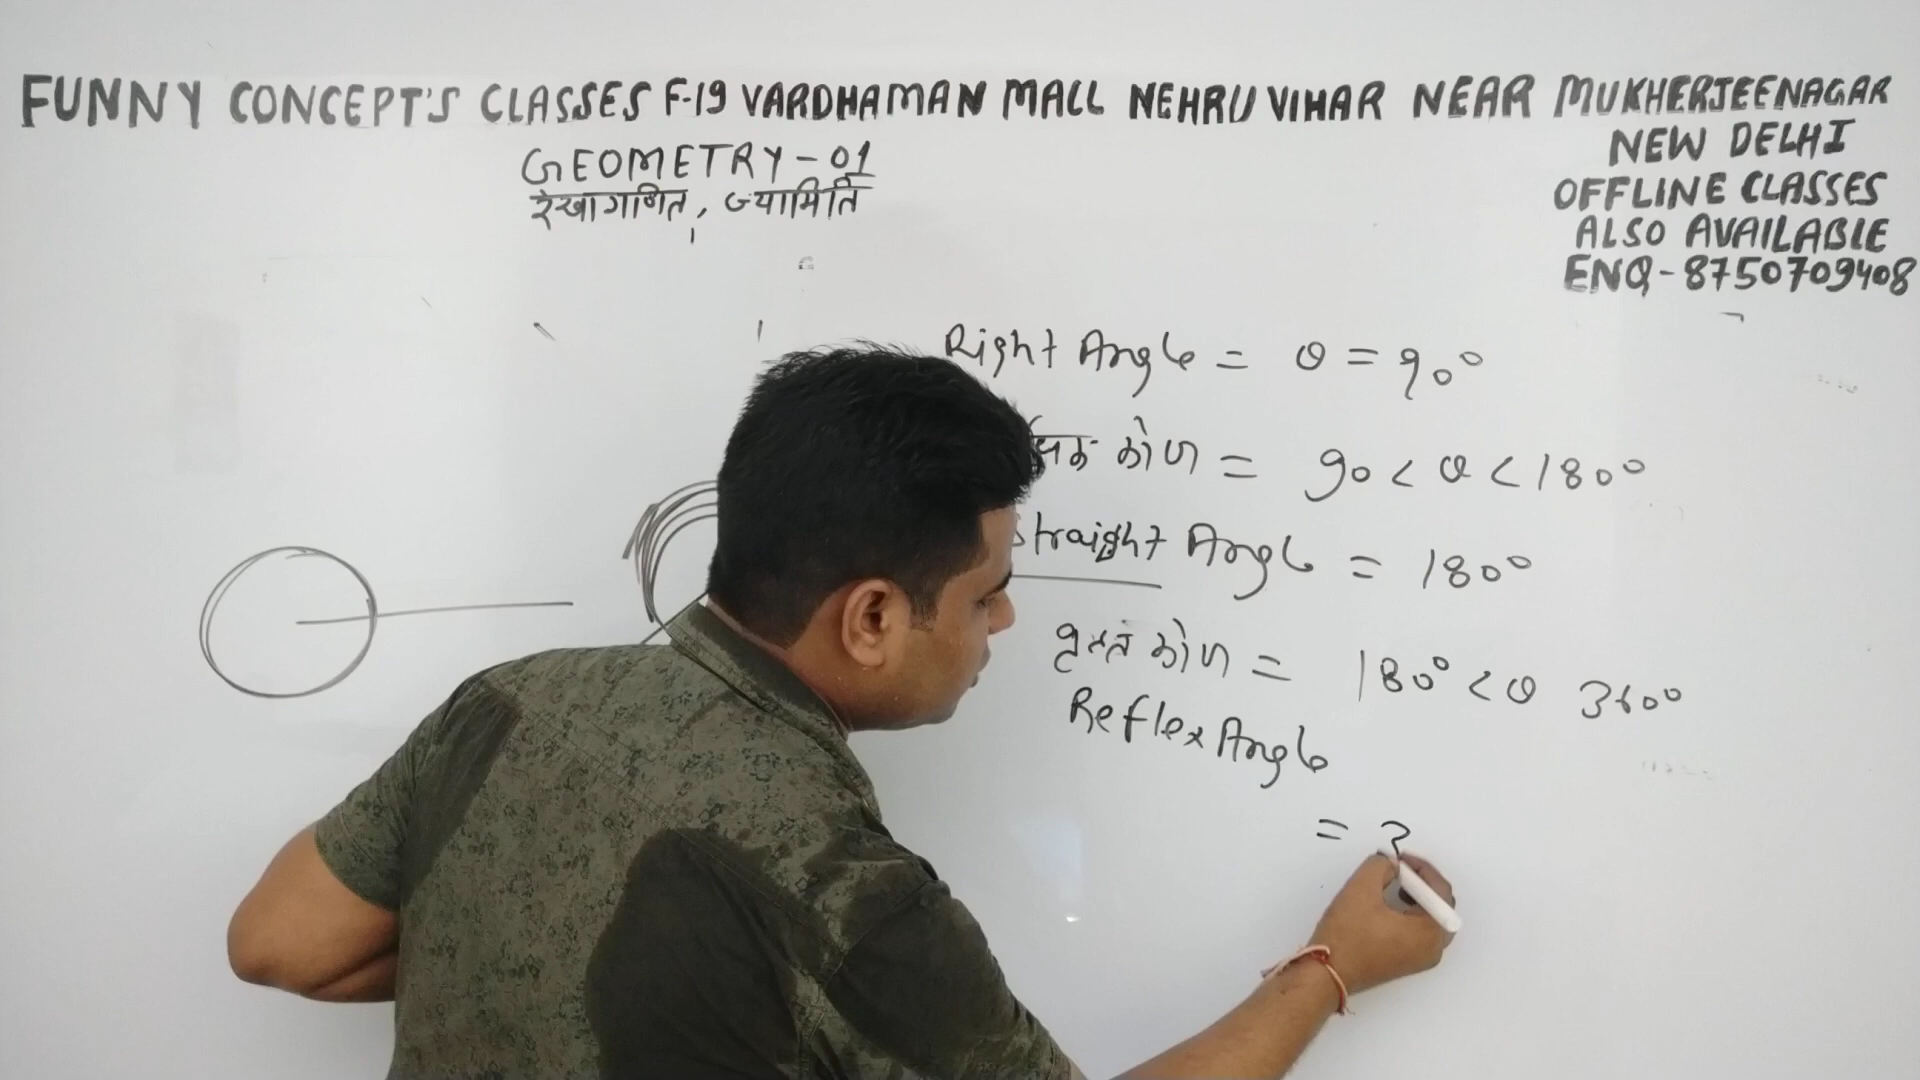 FUNNY CONCEPT'S CLASSES F-19 VARDHAMAN MALL NEHRU VIHAR NEAR MUKHERJEENAGAR
NEW DELHI
OFFLINE CLASSES
ALSO AVAILABLE
ENQ-8750709408
GEOMETRY-01
रेखागणित, ज्यामिति
Right Angle = θ = 90°
कोण = 90 < θ < 180°
Straight Angle = 180°
कोण = 180° < θ 360°
Reflex Angle
= 3